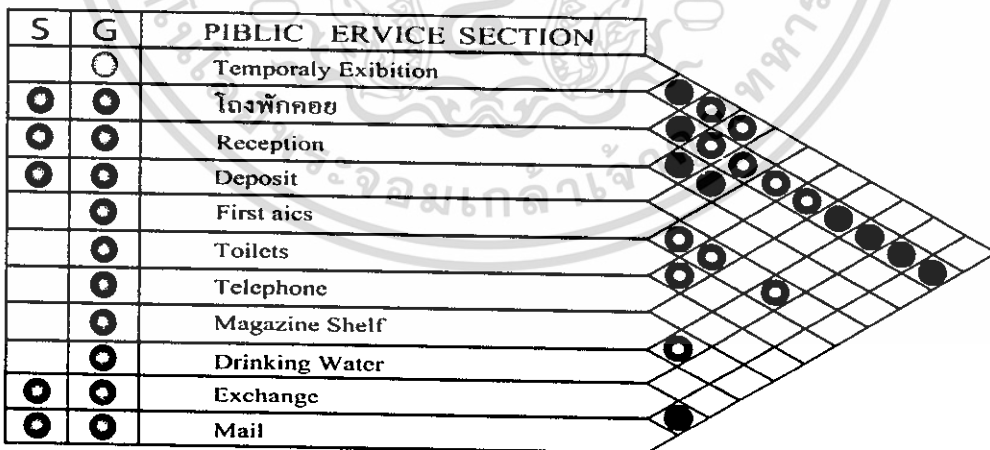 S G PIBLIC ERVICE SECTION
Temporaly Exibition
โถงพักคอย
Reception
Deposit
First aics
Toilets
Telephone
Magazine Shelf
Drinking Water
Exchange
Mail